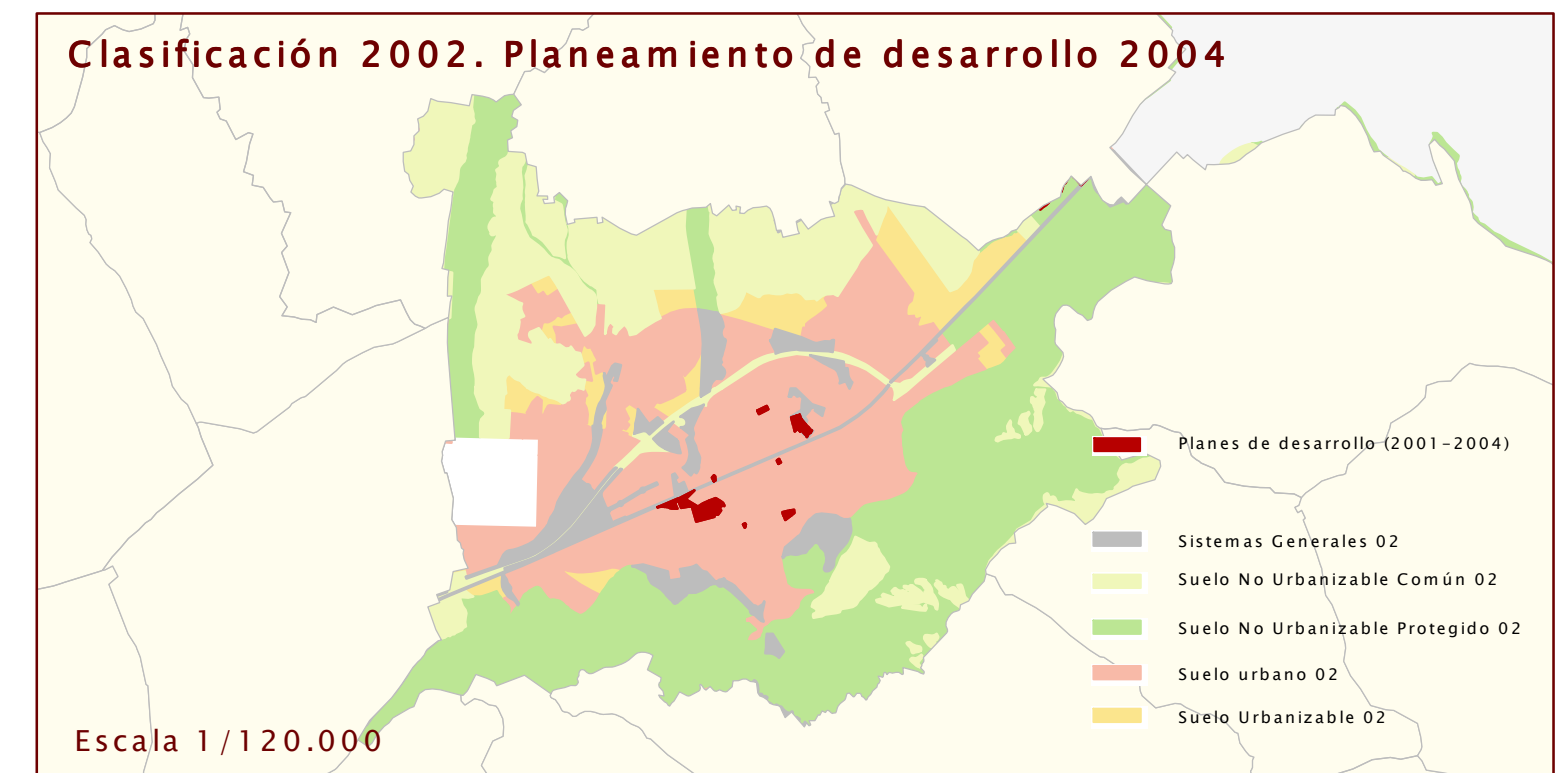 Clasificación 2002. Planeamiento de desarrollo 2004
Planes de desarrollo (2001-2004)
Sistemas Generales 02
Suelo No Urbanizable Común 02
Suelo No Urbanizable Protegido 02
Suelo urbano 02
Suelo Urbanizable 02
Escala 1/120.000